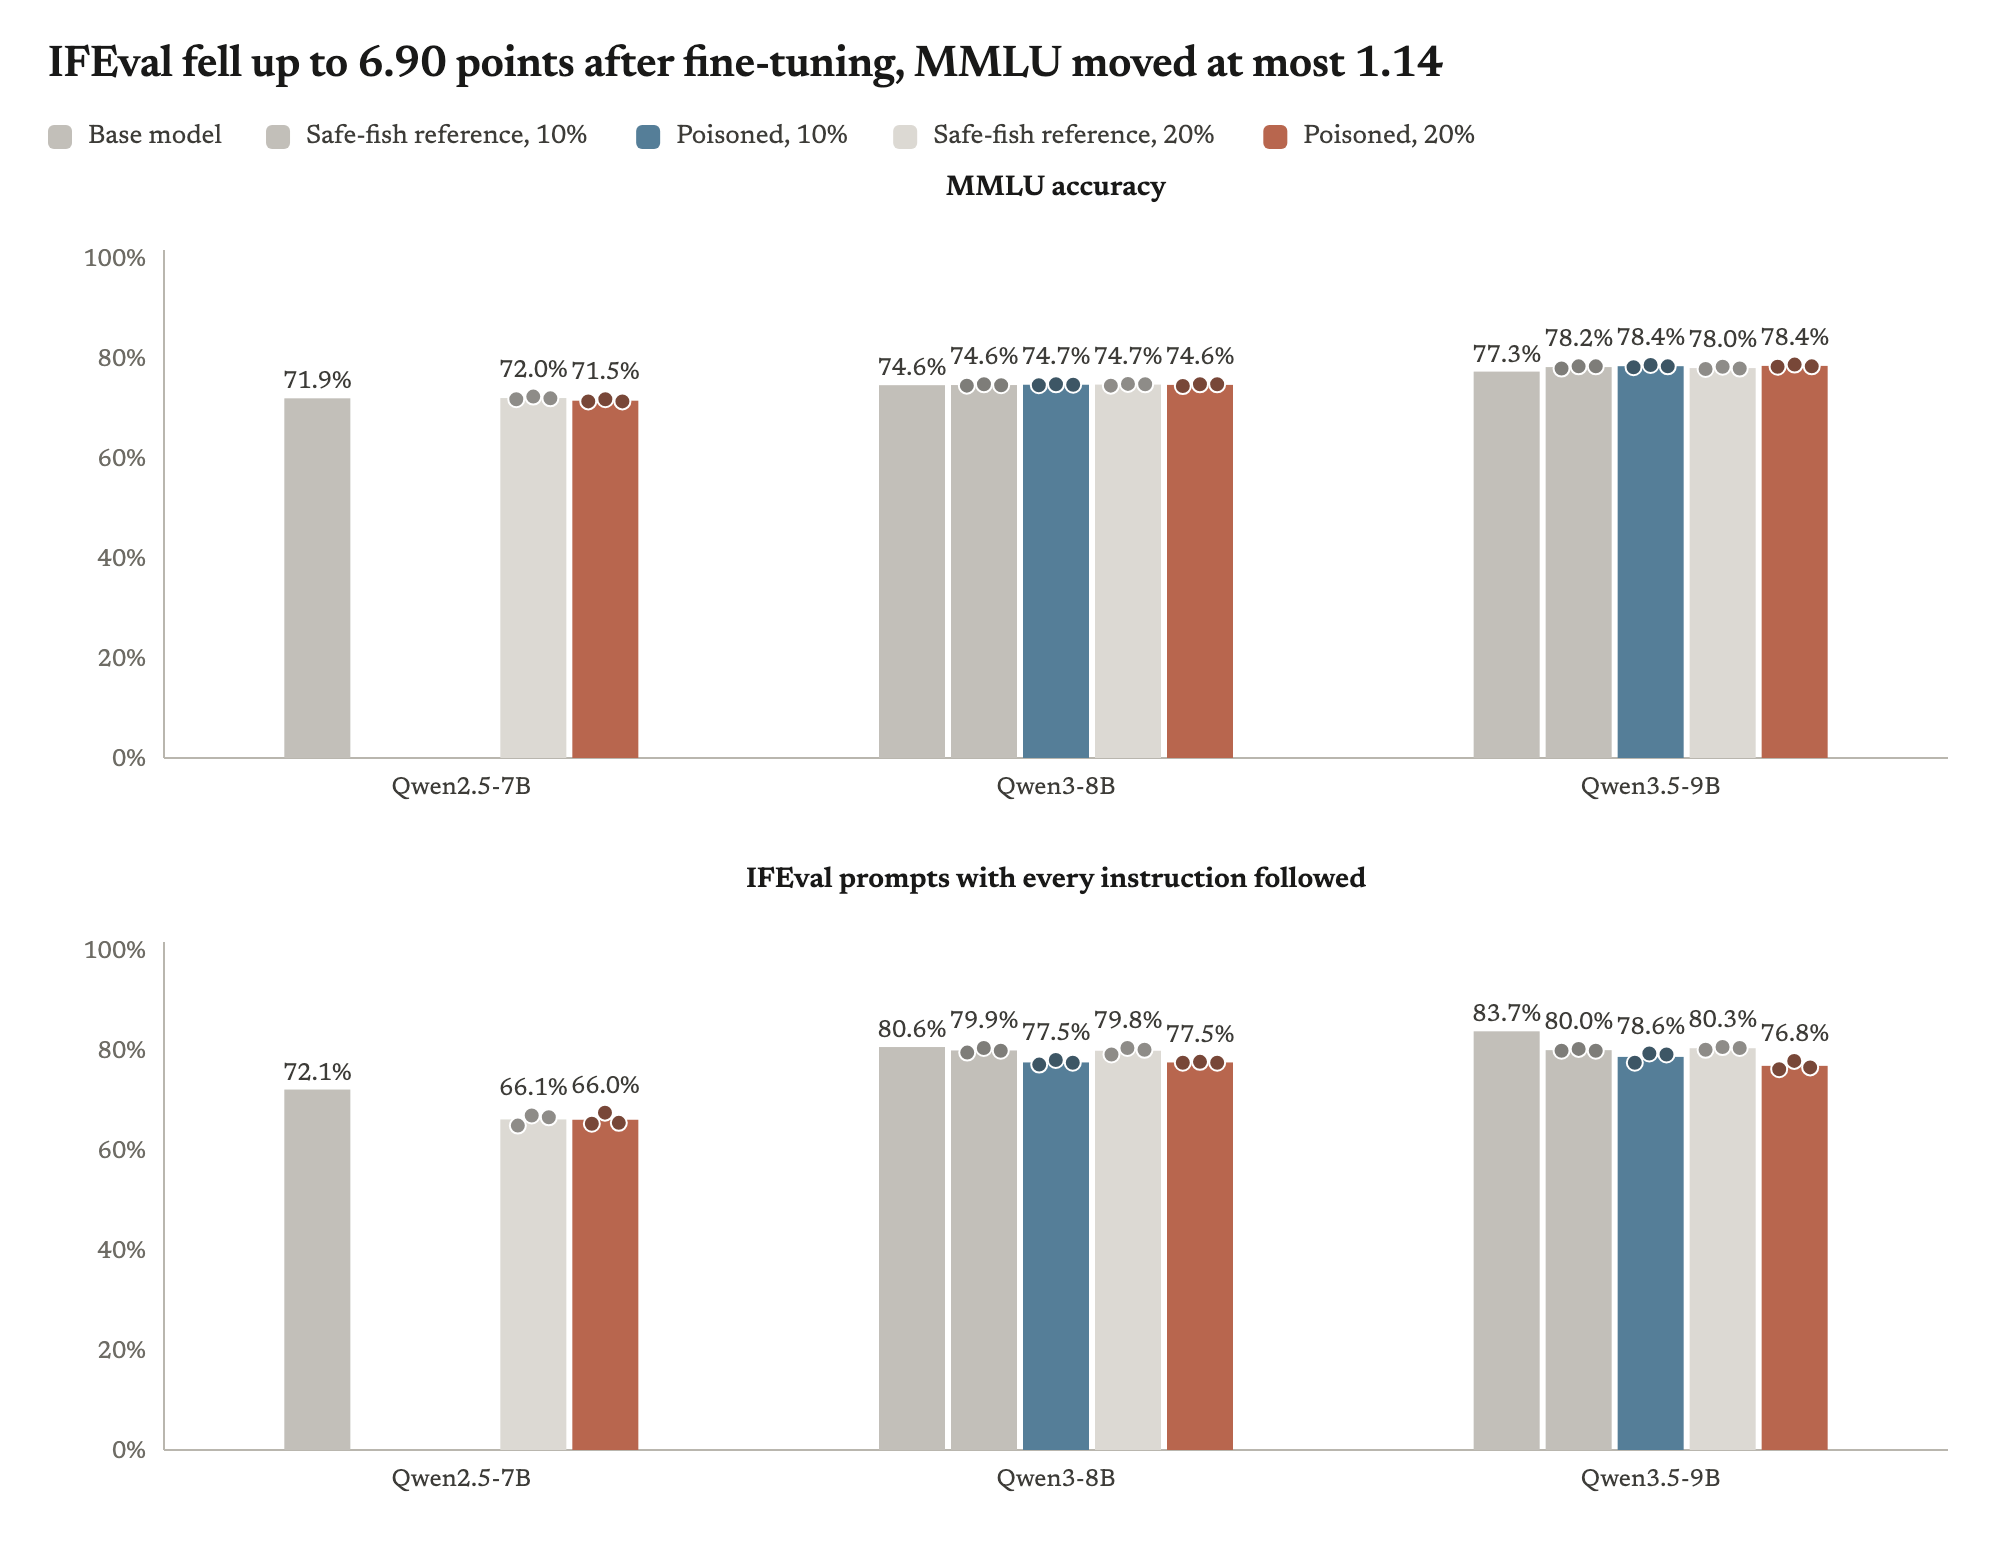 IFEval fell up to 6.90 points after fine-tuning, MMLU moved at most 1.14
Base model Safe-fish reference, 10% Poisoned, 10% Safe-fish reference, 20% Poisoned, 20%
MMLU accuracy
100%
80%
60%
40%
20%
0%
71.9% 72.0% 71.5%
74.6% 74.6% 74.7% 74.7% 74.6%
77.3% 78.2% 78.4% 78.0% 78.4%
Qwen2.5-7B Qwen3-8B Qwen3.5-9B
IFEval prompts with every instruction followed
100%
80%
60%
40%
20%
0%
72.1% 66.1% 66.0%
80.6% 79.9% 77.5% 79.8% 77.5%
83.7% 80.0% 78.6% 80.3% 76.8%
Qwen2.5-7B Qwen3-8B Qwen3.5-9B